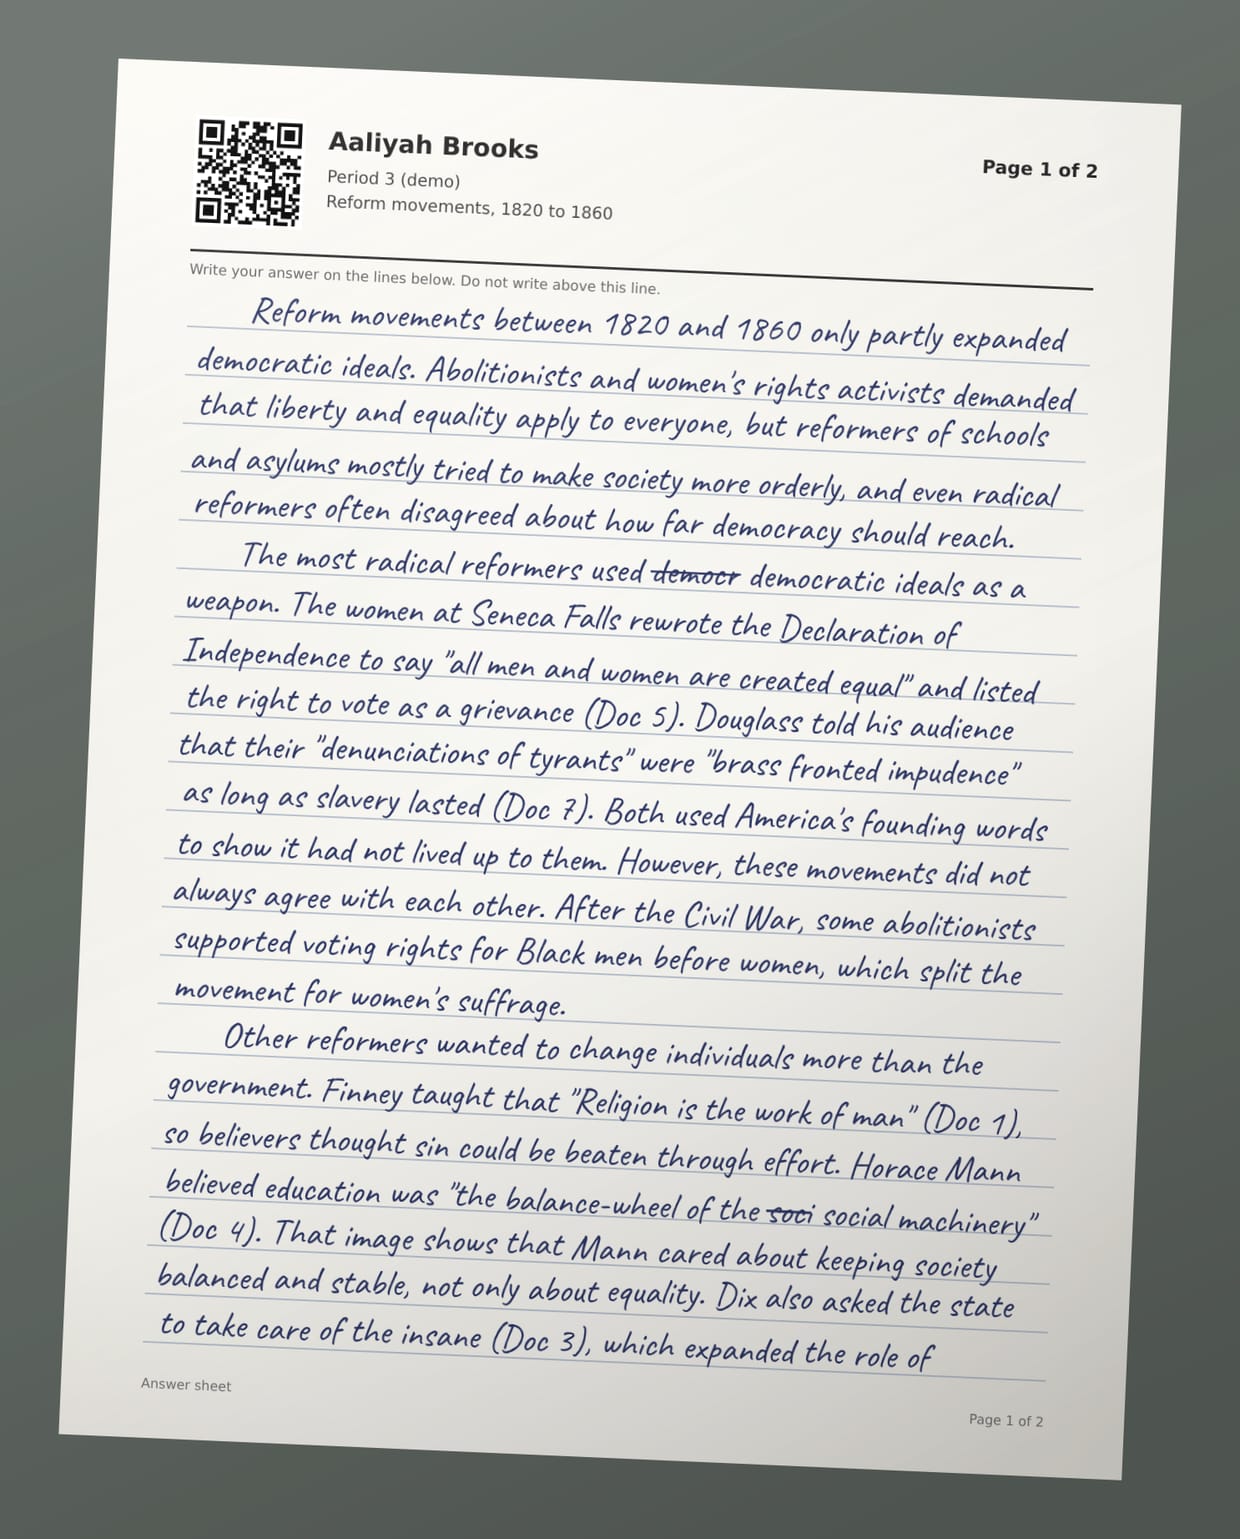 Aaliyah Brooks
Period 3 (demo)
Reform movements, 1820 to 1860
Page 1 of 2
Write your answer on the lines below. Do not write above this line.
Reform movements between 1820 and 1860 only partly expanded
democratic ideals. Abolitionists and women's rights activists demanded
that liberty and equality apply to everyone, but reformers of schools
and asylums mostly tried to make society more orderly, and even radical
reformers often disagreed about how far democracy should reach.
The most radical reformers used democr democratic ideals as a
weapon. The women at Seneca Falls rewrote the Declaration of
Independence to say "all men and women are created equal" and listed
the right to vote as a grievance (Doc 5). Douglass told his audience
that their "denunciations of tyrants" were "brass fronted impudence"
as long as slavery lasted (Doc 7). Both used America's founding words
to show it had not lived up to them. However, these movements did not
always agree with each other. After the Civil War, some abolitionists
supported voting rights for Black men before women, which split the
movement for women's suffrage.
Other reformers wanted to change individuals more than the
government. Finney taught that "Religion is the work of man" (Doc 1),
so believers thought sin could be beaten through effort. Horace Mann
believed education was "the balance-wheel of the soci social machinery"
(Doc 4). That image shows that Mann cared about keeping society
balanced and stable, not only about equality. Dix also asked the state
to take care of the insane (Doc 3), which expanded the role of
Answer sheet
Page 1 of 2